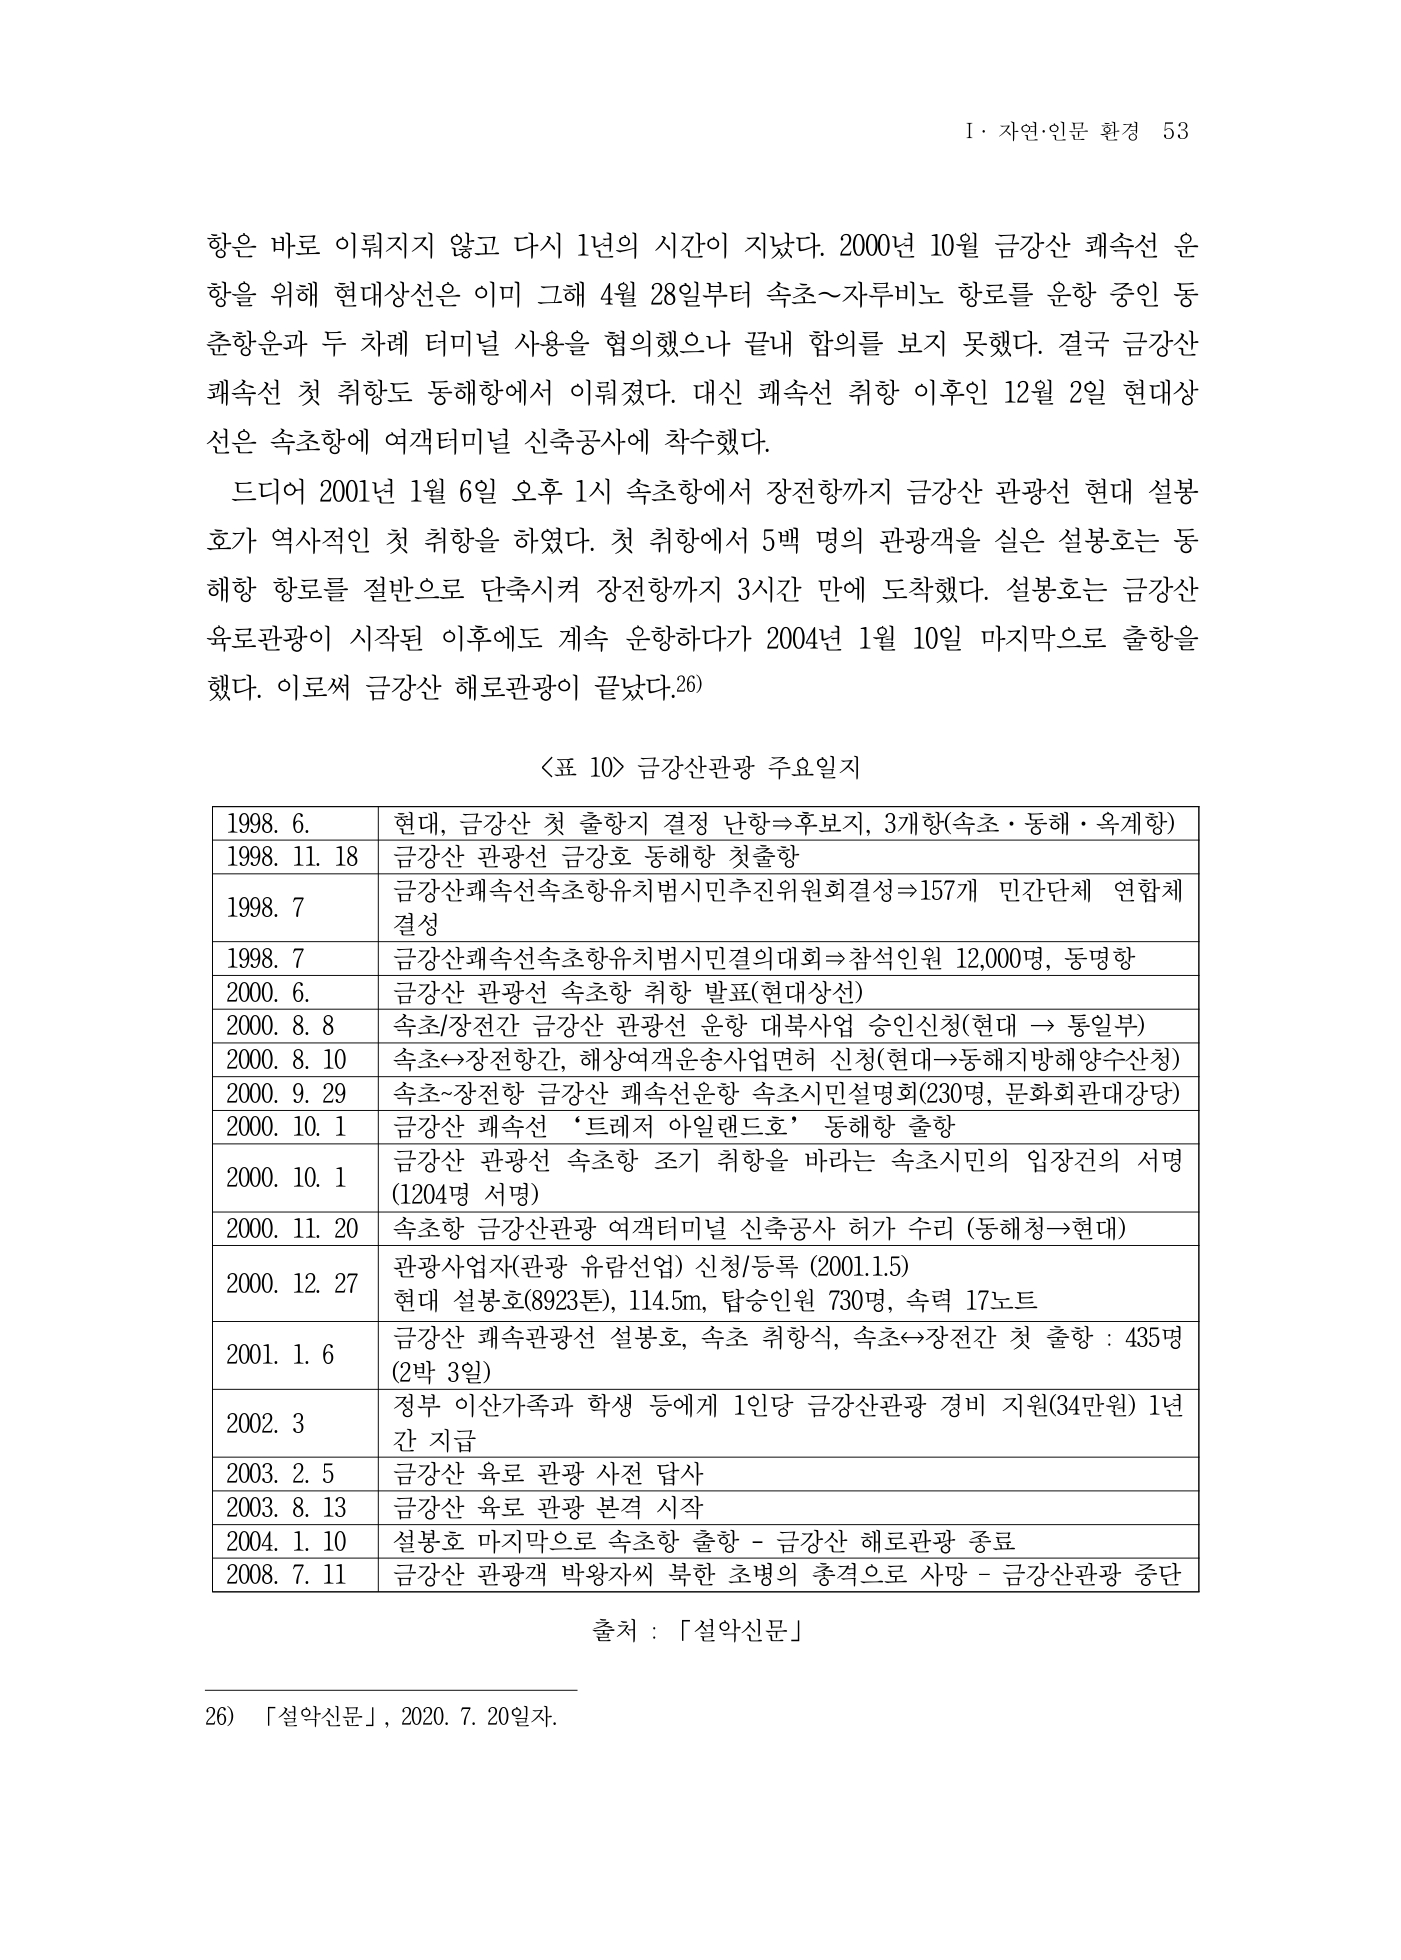 I· 자연·인문 환경 53
항은 바로 이뤄지지 않고 다시 1년의 시간이 지났다. 2000년 10월 금강산 쾌속선 운
항을 위해 현대상선은 이미 그해 4월 28일부터 속초～자루비노 항로를 운항 중인 동
춘항운과 두 차례 터미널 사용을 협의했으나 끝내 합의를 보지 못했다. 결국 금강산
쾌속선 첫 취항도 동해항에서 이뤄졌다. 대신 쾌속선 취항 이후인 12월 2일 현대상
선은 속초항에 여객터미널 신축공사에 착수했다.
드디어 2001년 1월 6일 오후 1시 속초항에서 장전항까지 금강산 관광선 현대 설봉
호가 역사적인 첫 취항을 하였다. 첫 취항에서 5백 명의 관광객을 실은 설봉호는 동
해항 항로를 절반으로 단축시켜 장전항까지 3시간 만에 도착했다. 설봉호는 금강산
육로관광이 시작된 이후에도 계속 운항하다가 2004년 1월 10일 마지막으로 출항을
했다. 이로써 금강산 해로관광이 끝났다.26)
<표 10> 금강산관광 주요일지
1998. 6. 현대, 금강산 첫 출항지 결정 난항⇒후보지, 3개항(속초·동해·옥계항)
1998. 11. 18 금강산 관광선 금강호 동해항 첫출항
1998. 7 금강산쾌속선속초항유치범시민추진위원회결성⇒157개 민간단체 연합체
결성
1998. 7 금강산쾌속선속초항유치범시민결의대회⇒참석인원 12,000명, 동명항
2000. 6. 금강산 관광선 속초항 취항 발표(현대상선)
2000. 8. 8 속초/장전간 금강산 관광선 운항 대북사업 승인신청(현대 → 통일부)
2000. 8. 10 속초↔장전항간, 해상여객운송사업면허 신청(현대→동해지방해양수산청)
2000. 9. 29 속초~장전항 금강산 쾌속선운항 속초시민설명회(230명, 문화회관대강당)
2000. 10. 1 금강산 쾌속선 ‘트레저 아일랜드호’ 동해항 출항
2000. 10. 1 금강산 관광선 속초항 조기 취항을 바라는 속초시민의 입장건의 서명
(1204명 서명)
2000. 11. 20 속초항 금강산관광 여객터미널 신축공사 허가 수리 (동해청→현대)
2000. 12. 27 관광사업자(관광 유람선업) 신청/등록 (2001.1.5)
현대 설봉호(8923톤), 114.5m, 탑승인원 730명, 속력 17노트
2001. 1. 6 금강산 쾌속관광선 설봉호, 속초 취항식, 속초↔장전간 첫 출항 : 435명
(2박 3일)
2002. 3 정부 이산가족과 학생 등에게 1인당 금강산관광 경비 지원(34만원) 1년
간 지급
2003. 2. 5 금강산 육로 관광 사전 답사
2003. 8. 13 금강산 육로 관광 본격 시작
2004. 1. 10 설봉호 마지막으로 속초항 출항 - 금강산 해로관광 종료
2008. 7. 11 금강산 관광객 박왕자씨 북한 초병의 총격으로 사망 - 금강산관광 중단
출처 : 「설악신문」
26) 「설악신문」, 2020. 7. 20일자.